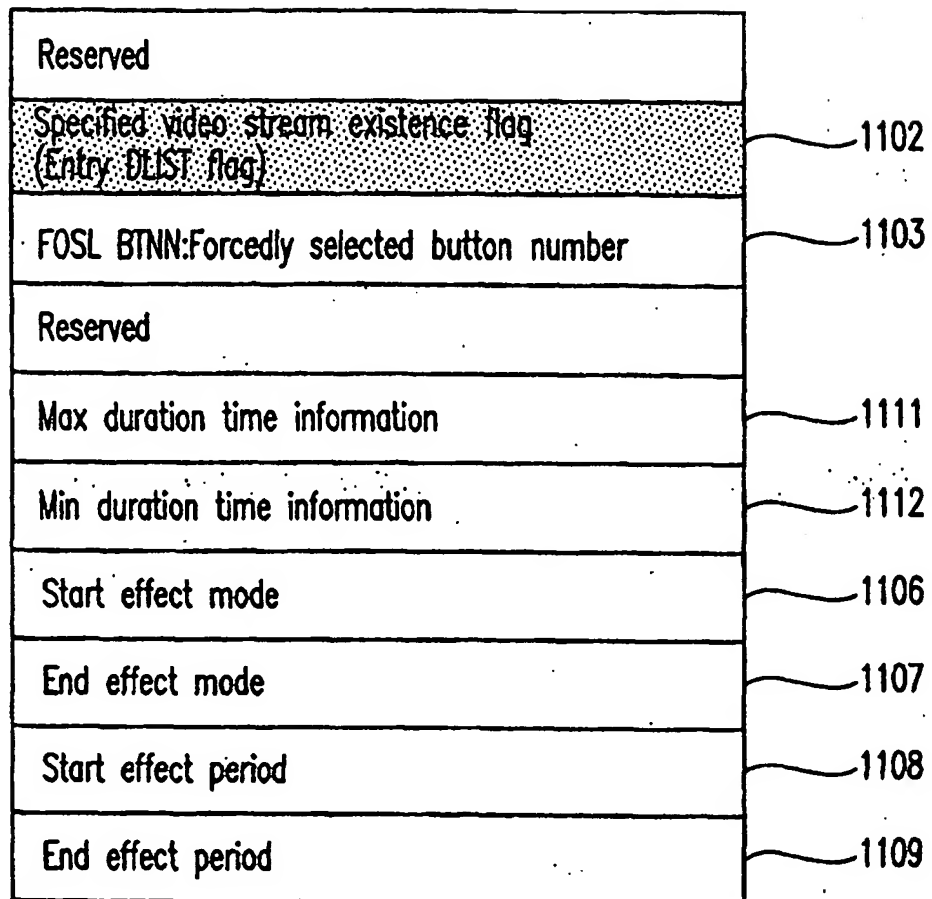 Reserved
Specified video stream existence flag
(Entry DLIST flag)
1102
FOSL BTNN:Forcedly selected button number
1103
Reserved
Max duration time information
1111
Min duration time information
1112
Start effect mode
1106
End effect mode
1107
Start effect period
1108
End effect period
1109